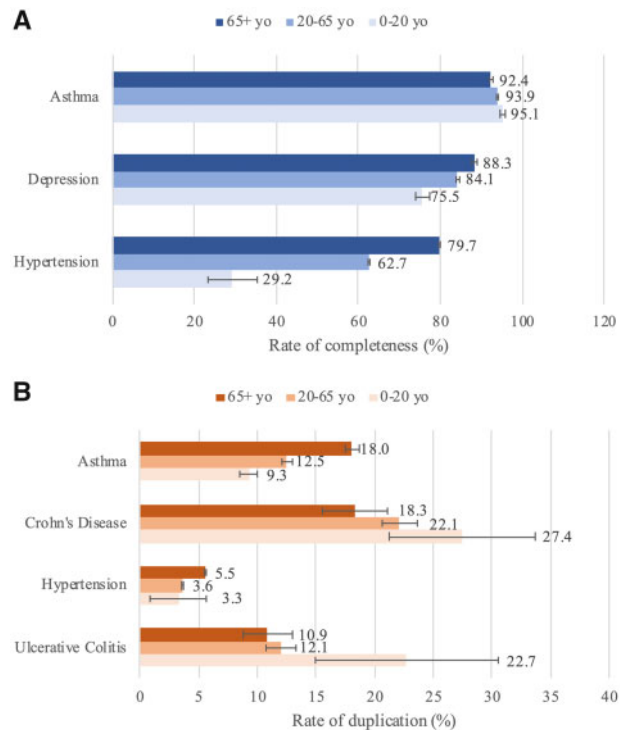 A
65+ yo 20-65 yo 0-20 yo
Asthma
92.4
93.9
95.1
Depression
88.3
84.1
75.5
Hypertension
79.7
62.7
29.2
0 20 40 60 80 100 120
Rate of completeness (%)
B
65+ yo 20-65 yo 0-20 yo
Asthma
18.0
12.5
9.3
Crohn's Disease
18.3
22.1
27.4
Hypertension
5.5
3.6
3.3
Ulcerative Colitis
10.9
12.1
22.7
0 5 10 15 20 25 30 35 40
Rate of duplication (%)